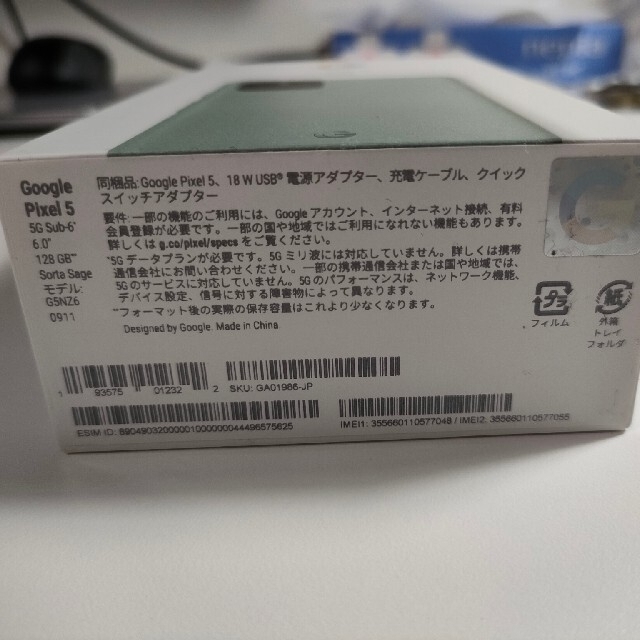 Google
Pixel 5
5G Sub-6*
6.0"
128 GB**
Sorta Sage
モデル:
G5NZ6
0911
同梱品: Google Pixel 5、18 W USB® 電源アダプター、充電ケーブル、クイック
スイッチアダプター
要件: 一部の機能のご利用には、Google アカウント、インターネット接続、有料
会員登録が必要です。一部の国や地域ではご利用になれない機能もあります。
詳しくは g.co/pixel/specs をご覧ください。
*5G データプランが必要です。5G ミリ波には対応していません。詳しくは携帯
通信会社にお問い合わせください。一部の携帯通信会社または国や地域では、
5G のサービスに対応していません。5G のパフォーマンスは、ネットワーク機能、
デバイス設定、信号に対する障害物によって異なります。
**フォーマット後の実際の保存容量はこれより少なくなります。
Designed by Google. Made in China
プラ
フィルム
紙
外箱
トレイ
フォルダ
1 93575 01232 2
SKU: GA01986-JP
ESIM ID: 89049032000001000000044496575625
IMEI1: 355660110577048 / IMEI2: 355660110577055